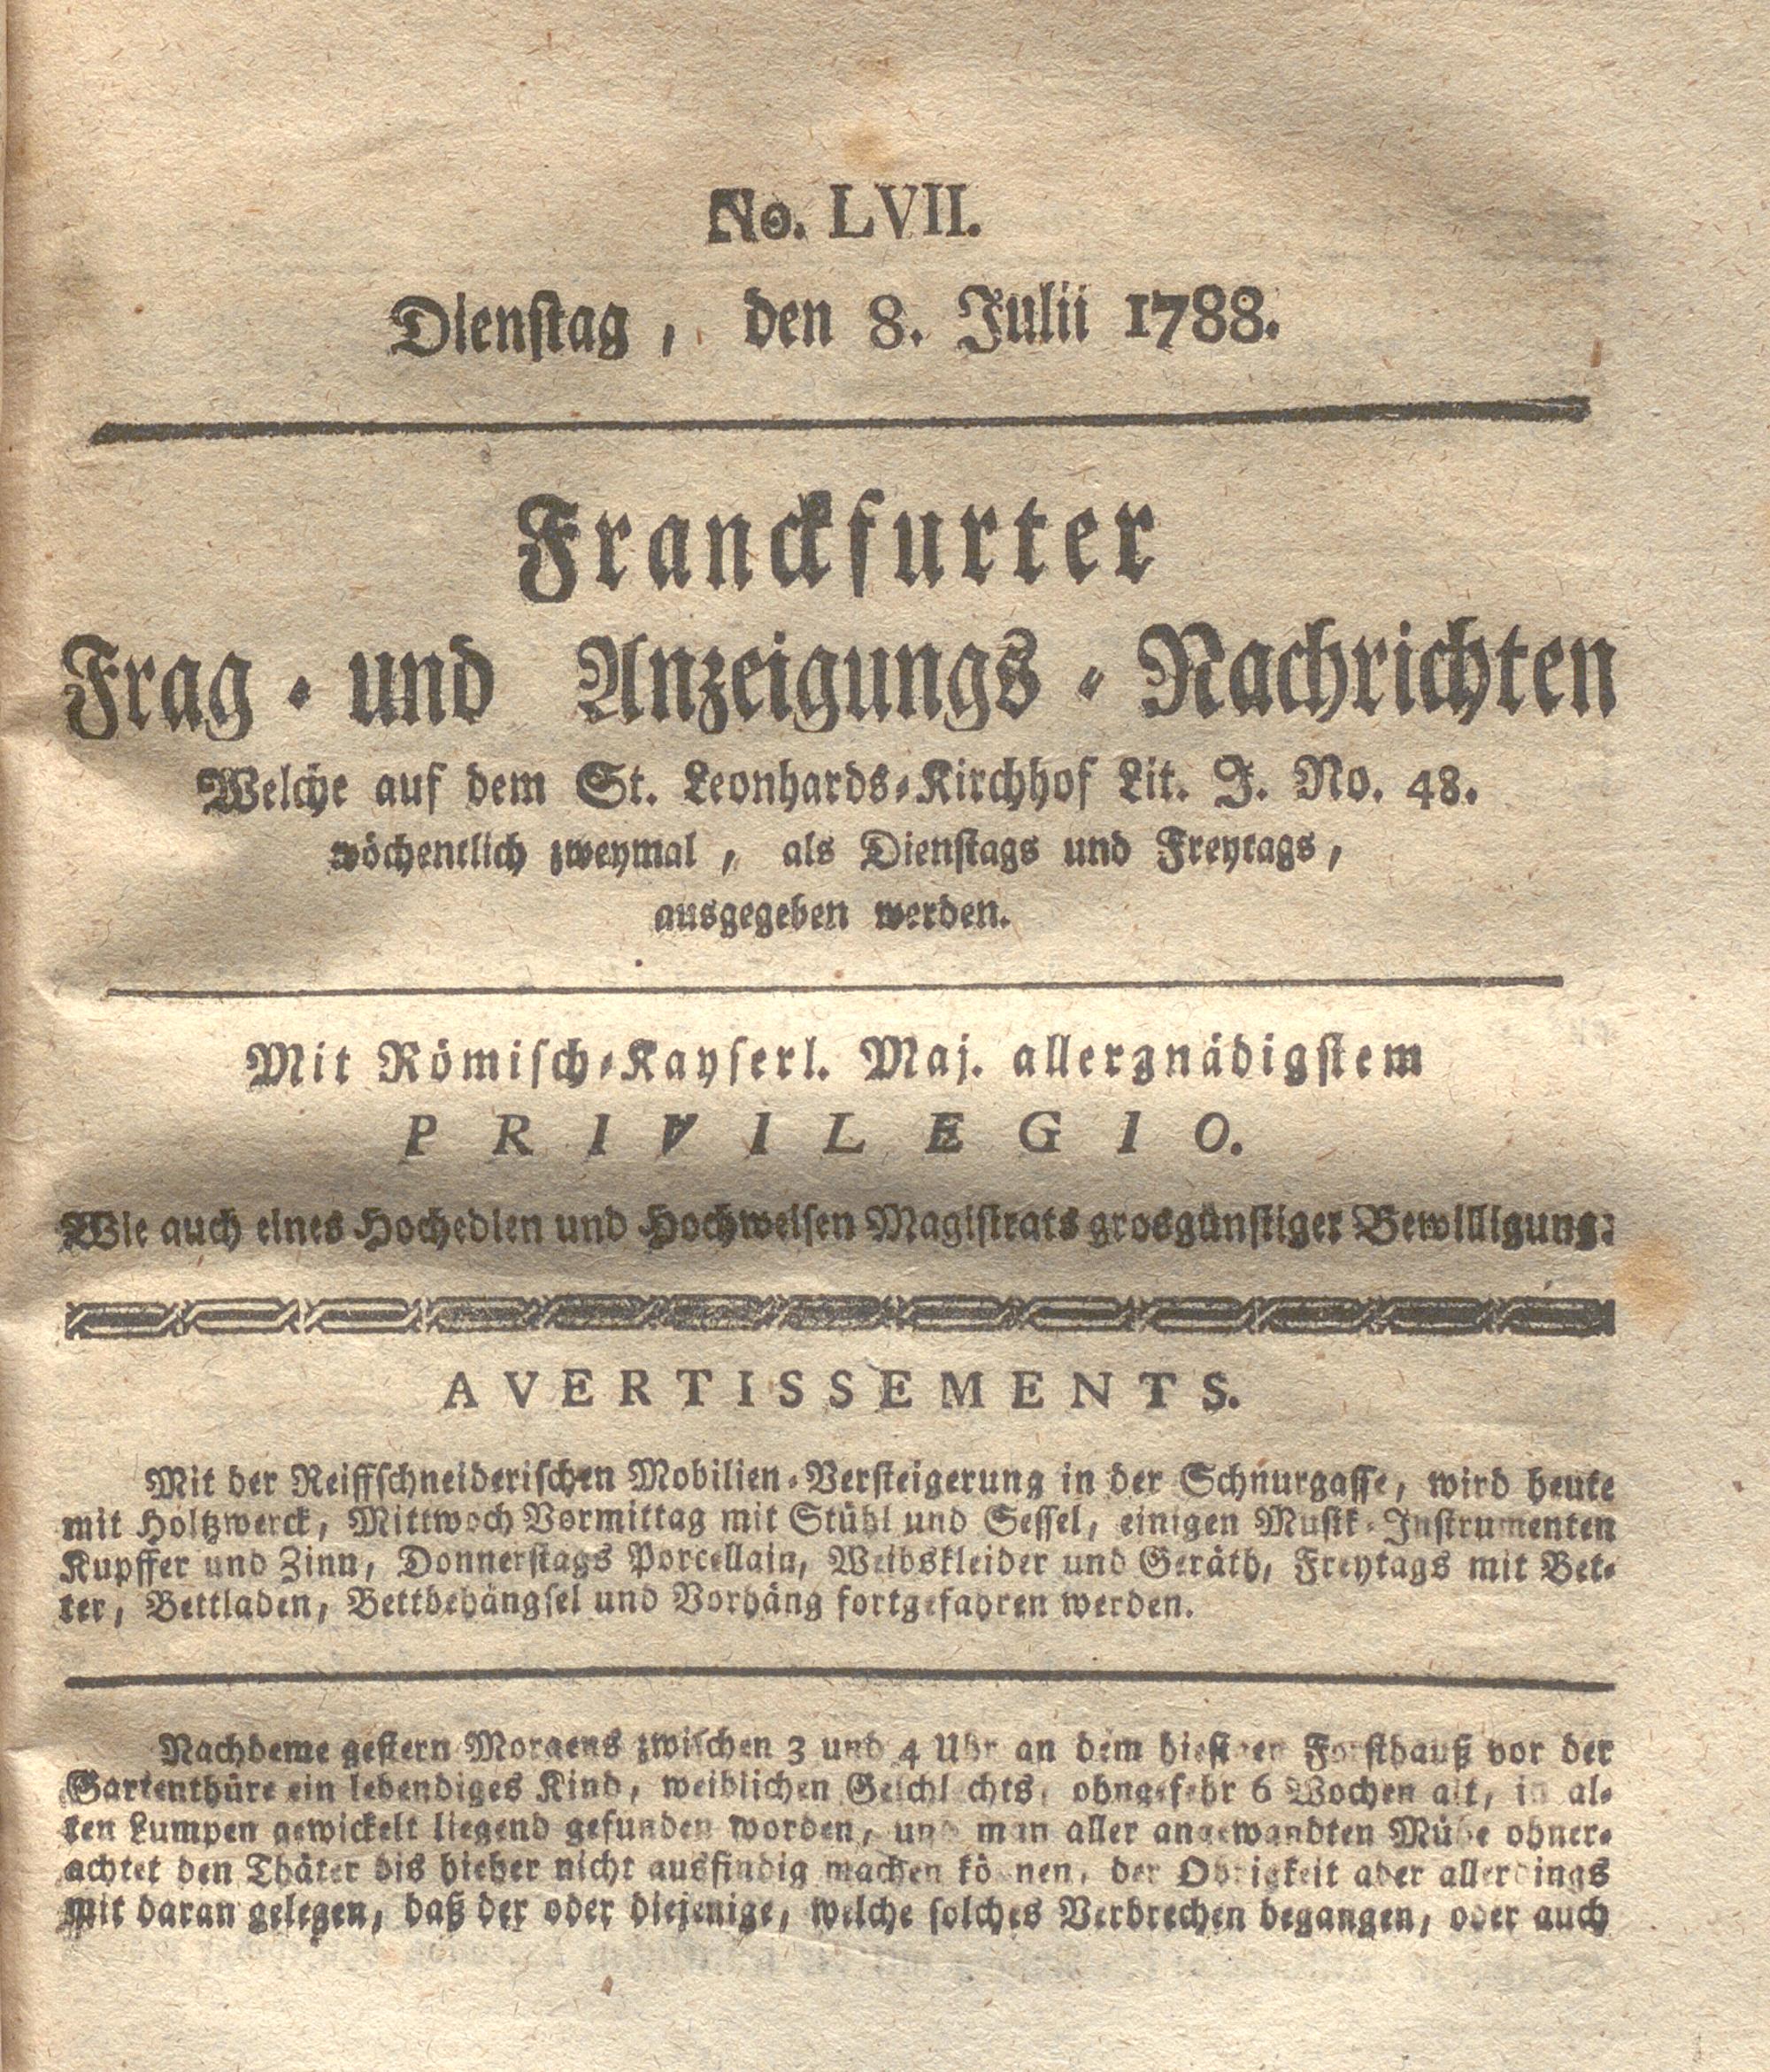 No. LVII.
Dienstag, den 8. Julii 1788.
Franckfurter
Frag- und Anzeigungs-Nachrichten
Welche auf dem St. Leonhards-Kirchhof Lit. J. No. 48.
wöchentlich zweymal, als Dienstags und Freytags,
ausgegeben werden.
Mit Römisch-Kayserl. Maj. allergnädigstem
PRIVILEGIO.
Wie auch eines Hochedlen und Hochweisen Magistrats grosgünstiger Bewilligung:
AVERTISSEMENTS.
Mit der Reiffschneiderischen Mobilien-Versteigerung in der Schnurgasse, wird heute
mit Holtzwerck, Mittwoch Vormittag mit Stühl und Sessel, einigen Musik-Instrumenten
Kupffer und Zinn, Donnerstags Porcellain, Weibskleider und Geräth, Freytags mit Bet-
ter, Bettladen, Bettbehängsel und Vorhäng fortgefahren werden.
Nachdeme gestern Morgens zwischen 3 und 4 Uhr an dem hiesigen Forsthauß vor der
Gartenthüre ein lebendiges Kind, weiblichen Geschlechts, ohngefehr 6 Wochen alt, in al-
ten Lumpen gewickelt liegend gefunden worden, und man aller angewandten Mühe ohner-
achtet den Thäter bis hieher nicht ausfindig machen können, der Obrigkeit aber allerdings
mit daran gelegen, daß der oder diejenige, welche solches Verbrechen begangen, oder auch